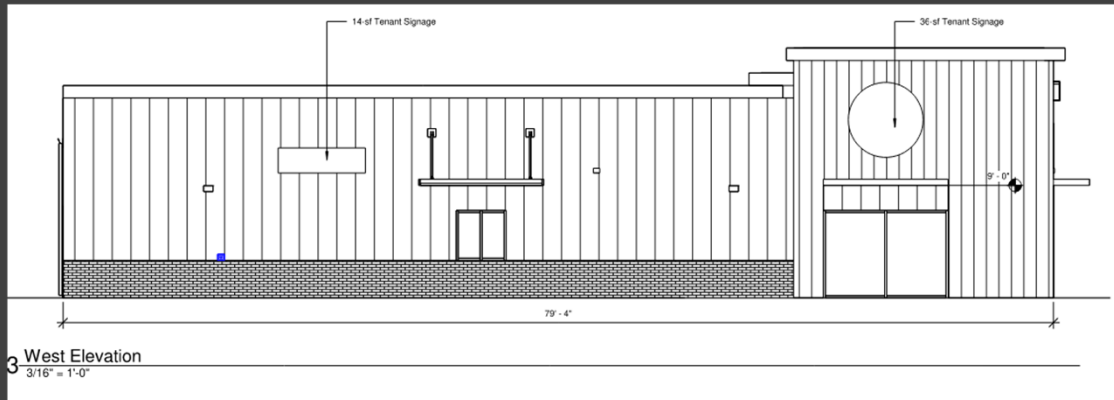 14-sf Tenant Signage
36-sf Tenant Signage
9' - 0"
79' - 4"
3
West Elevation
3/16" = 1'-0"